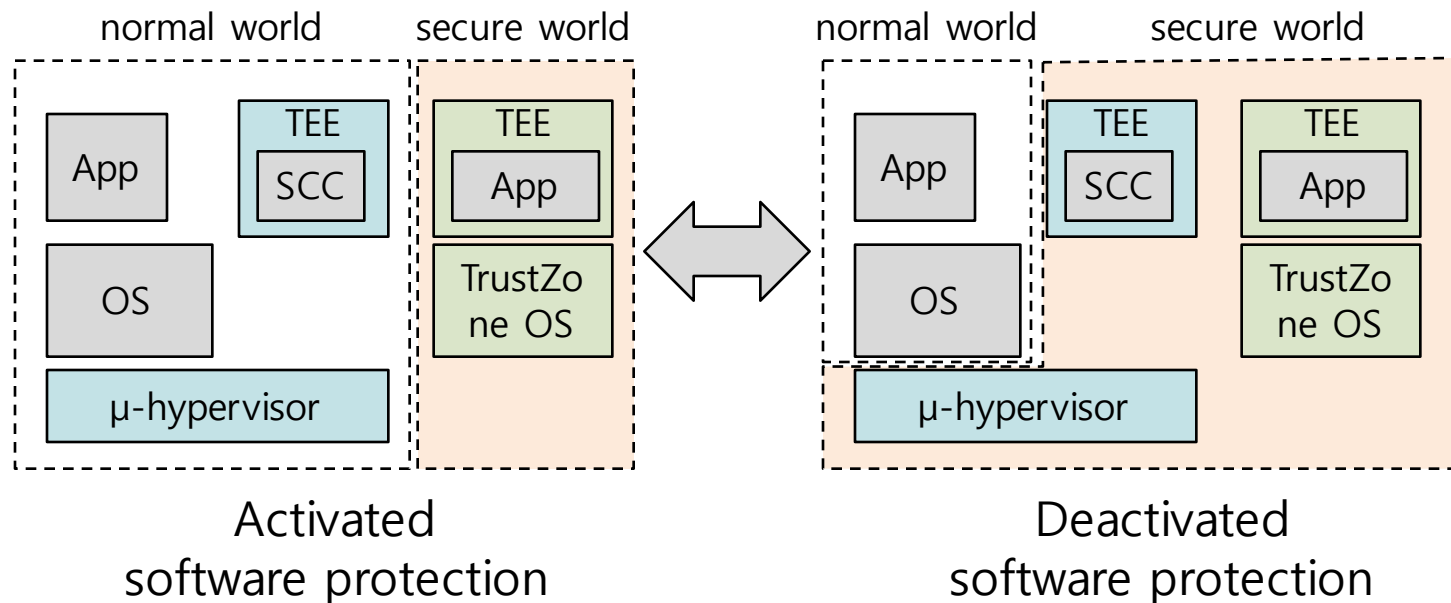 normal world
secure world
App
TEE
SCC
OS
μ-hypervisor
TEE
App
TrustZo
ne OS
Activated
software protection
normal world
secure world
App
OS
TEE
SCC
μ-hypervisor
TEE
App
TrustZo
ne OS
Deactivated
software protection